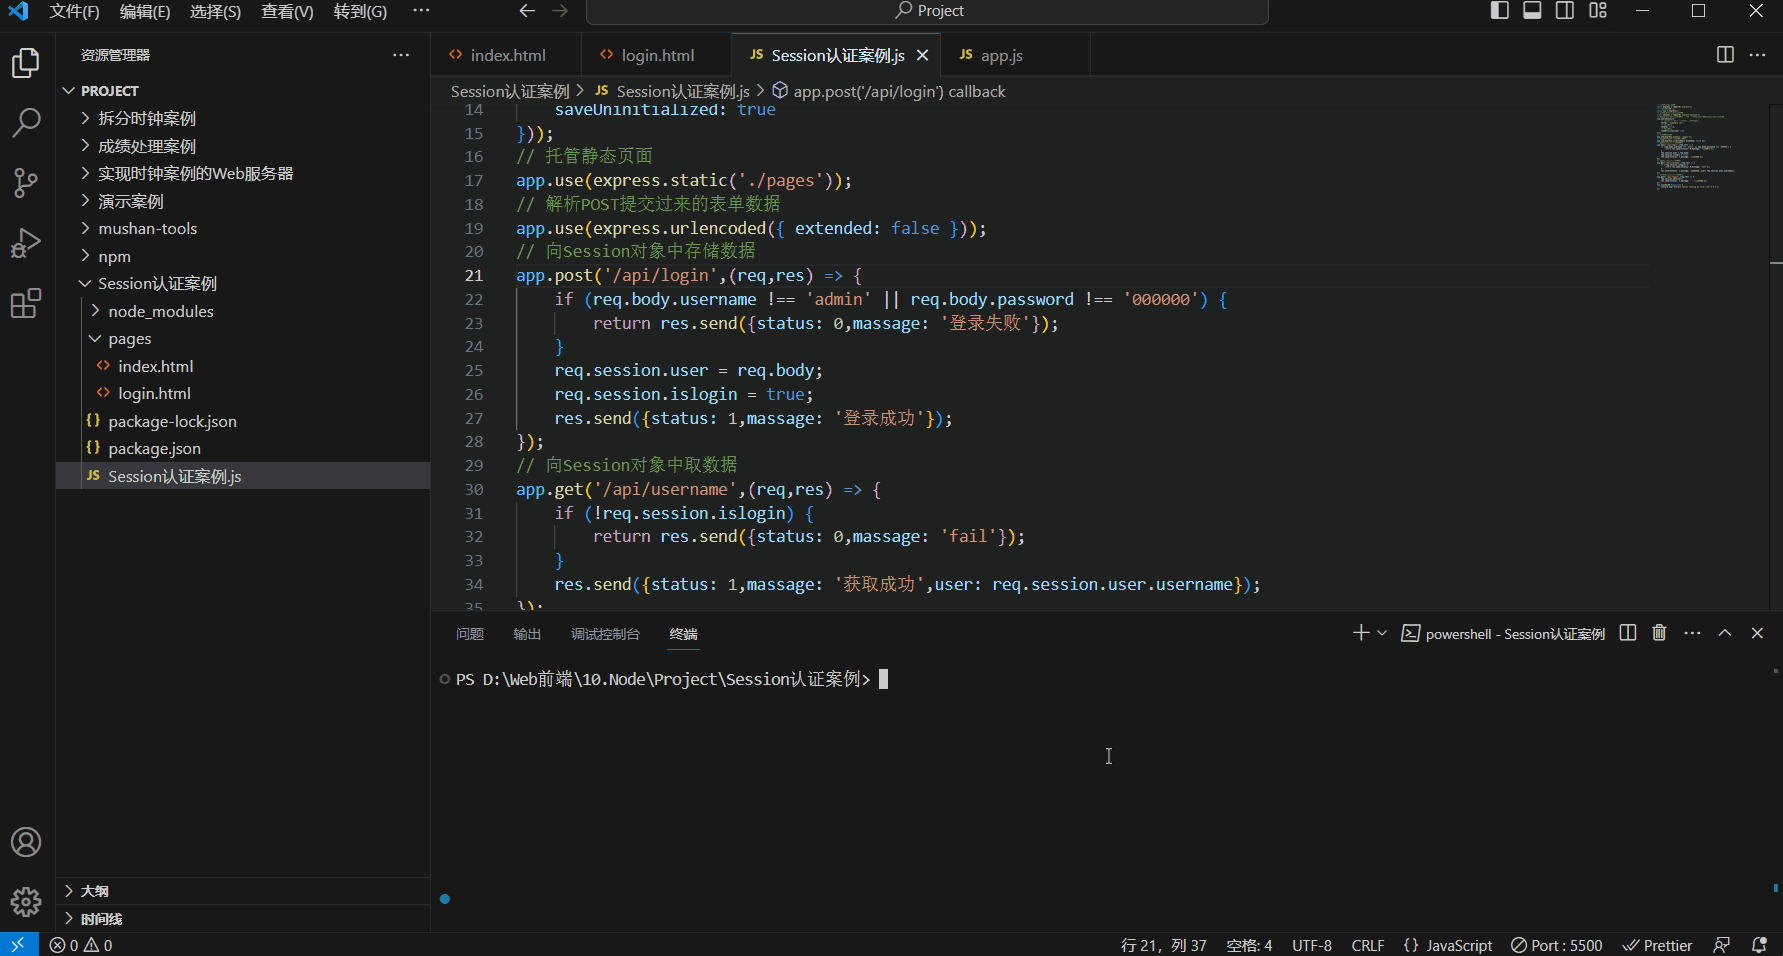 文件(F) 编辑(E) 选择(S) 查看(V) 转到(G) ··· Project
资源管理器 ···
index.html
login.html
JS Session认证案例.js
JS app.js
PROJECT
拆分时钟案例
成绩处理案例
实现时钟案例的Web服务器
演示案例
mushan-tools
npm
Session认证案例
node_modules
pages
index.html
login.html
{} package-lock.json
{} package.json
JS Session认证案例.js
大纲
时间线
Session认证案例 > JS Session认证案例.js > app.post('/api/login') callback
14 saveUninitialized: true
15 }));
16 // 托管静态页面
17 app.use(express.static('./pages'));
18 // 解析POST提交过来的表单数据
19 app.use(express.urlencoded({ extended: false }));
20 // 向Session对象中存储数据
21 app.post('/api/login',(req,res) => {
22 if (req.body.username !== 'admin' || req.body.password !== '000000') {
23 return res.send({status: 0,massage: '登录失败'});
24 }
25 req.session.user = req.body;
26 req.session.islogin = true;
27 res.send({status: 1,massage: '登录成功'});
28 });
29 // 向Session对象中取数据
30 app.get('/api/username',(req,res) => {
31 if (!req.session.islogin) {
32 return res.send({status: 0,massage: 'fail'});
33 }
34 res.send({status: 1,massage: '获取成功',user: req.session.user.username});
35 });
问题 输出 调试控制台 终端
powershell - Session认证案例
PS D:\Web前端\10.Node\Project\Session认证案例>
0 0 行 21，列 37 空格: 4 UTF-8 CRLF {} JavaScript Port : 5500 Prettier